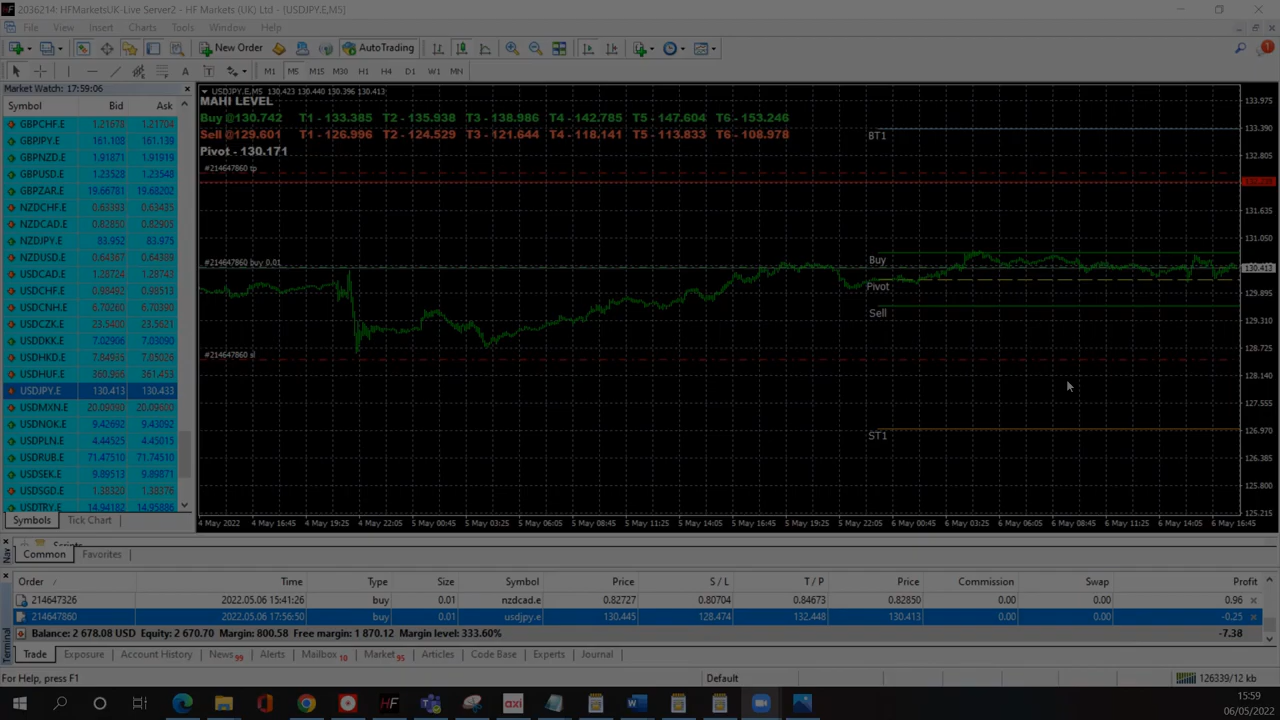 2036214: HFMarketsUK-Live Server2 - HF Markets (UK) Ltd - [USDJPY.E,M5]
File View Insert Charts Tools Window Help
New Order AutoTrading 1
A T M1 M5 M15 M30 H1 H4 D1 W1 MN
Market Watch: 17:59:06
Symbol Bid Ask
GBPCHF.E 1.21678 1.21704
GBPJPY.E 161.108 161.139
GBPNZD.E 1.91871 1.91919
GBPUSD.E 1.23528 1.23548
GBPZAR.E 19.66781 19.68202
NZDCHF.E 0.63393 0.63435
NZDCAD.E 0.82850 0.82905
NZDJPY.E 83.952 83.975
NZDUSD.E 0.64367 0.64389
USDCAD.E 1.28724 1.28743
USDCHF.E 0.98492 0.98513
USDCNH.E 6.70260 6.73090
USDCZK.E 23.5400 23.5621
USDDKK.E 7.02906 7.03090
USDHKD.E 7.84935 7.85026
USDHUF.E 360.966 361.453
USDJPY.E 130.413 130.433
USDMXN.E 20.09090 20.09600
USDNOK.E 9.42692 9.43092
USDPLN.E 4.44525 4.45015
USDRUB.E 71.47510 71.74510
USDSEK.E 9.89513 9.89871
USDSGD.E 1.38320 1.38376
USDTRY.E 14.94182 14.95886
Symbols Tick Chart
USDJPY.E,M5 130.423 130.440 130.396 130.413
MAHI LEVEL
Buy @130.742 T1 - 133.385 T2 - 135.938 T3 - 138.986 T4 - 142.785 T5 - 147.604 T6 - 153.246
Sell @129.601 T1 - 126.996 T2 - 124.529 T3 - 121.644 T4 - 118.141 T5 - 113.833 T6 - 108.978
Pivot - 130.171
#214647860 tp
#214647860 buy 0.01
#214647860 sl
BT1
Buy
Pivot
Sell
ST1
133.975
133.390
132.805
131.635
131.050
130.413
129.895
129.310
128.725
128.140
127.555
126.970
126.385
125.800
125.215
4 May 2022 4 May 16:45 4 May 19:25 4 May 22:05 5 May 00:45 5 May 03:25 5 May 06:05 5 May 08:45 5 May 11:25 5 May 14:05 5 May 16:45 5 May 19:25 5 May 22:05 6 May 00:45 6 May 03:25 6 May 06:05 6 May 08:45 6 May 11:25 6 May 14:05 6 May 16:45
Nav
Scripts
Common Favorites
Order / Time Type Size Symbol Price S / L T / P Price Commission Swap Profit
214647326 2022.05.06 15:41:26 buy 0.01 nzdcad.e 0.82727 0.80704 0.84673 0.82850 0.00 0.00 0.96
214647860 2022.05.06 17:56:50 buy 0.01 usdjpy.e 130.445 128.474 132.448 130.413 0.00 0.00 -0.25
Balance: 2 678.08 USD Equity: 2 670.70 Margin: 800.58 Free margin: 1 870.12 Margin level: 333.60% -7.38
Terminal
Trade Exposure Account History News 99 Alerts Mailbox 10 Market 95 Articles Code Base Experts Journal
For Help, press F1 Default 126339/12 kb
HF axi W
15:59
06/05/2022